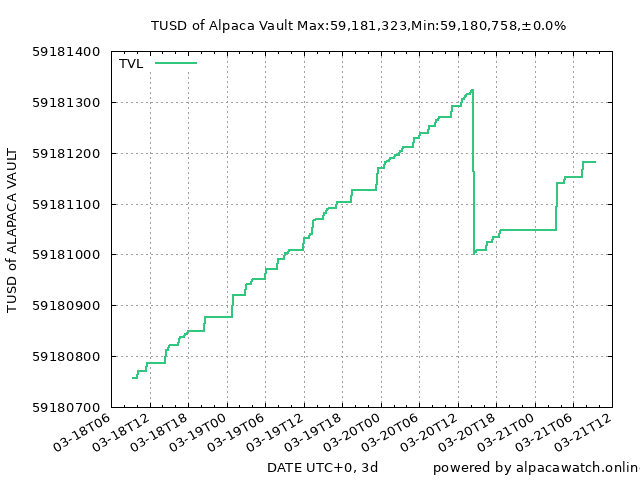 TUSD of Alpaca Vault Max:59,181,323,Min:59,180,758,±0.0%
TVL
59181400
59181300
59181200
59181100
59181000
59180900
59180800
59180700
TUSD of ALAPACA VAULT
03-18T06
03-18T12
03-18T18
03-19T00
03-19T06
03-19T12
03-19T18
03-20T00
03-20T06
03-20T12
03-20T18
03-21T00
03-21T06
03-21T12
DATE UTC+0, 3d
powered by alpacawatch.onlin